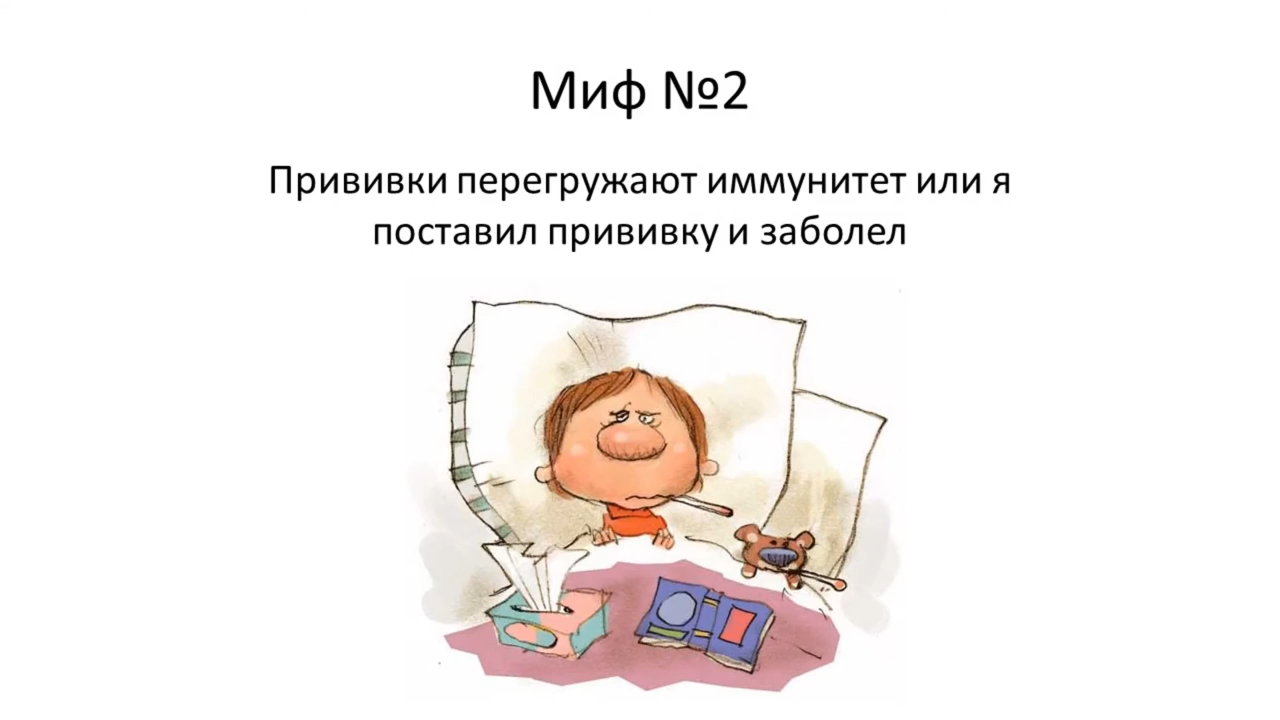 Миф №2
Прививки перегружают иммунитет или я
поставил прививку и заболел